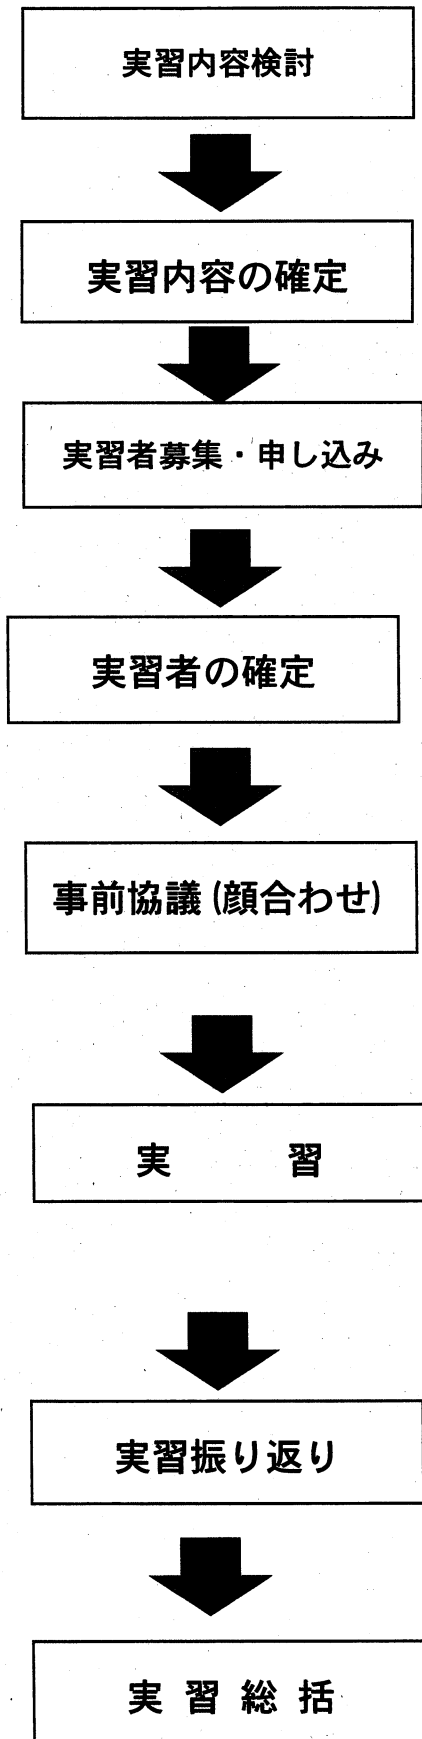 実習内容検討
実習内容の確定
実習者募集・申し込み
実習者の確定
事前協議(顔合わせ)
実　習
実習振り返り
実 習 総 括